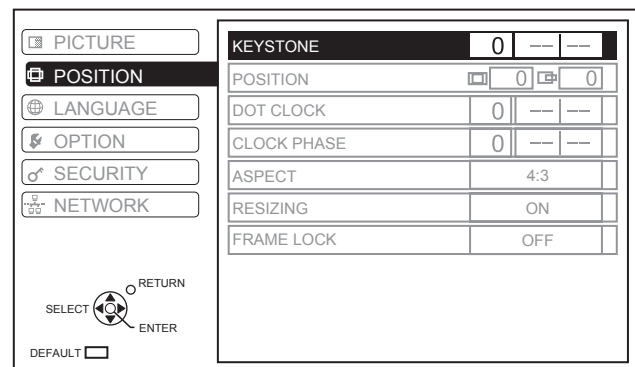 PICTURE
POSITION
LANGUAGE
OPTION
SECURITY
NETWORK
RETURN
SELECT
ENTER
DEFAULT
KEYSTONE 0 -- --
POSITION 0 0
DOT CLOCK 0 -- --
CLOCK PHASE 0 -- --
ASPECT 4:3
RESIZING ON
FRAME LOCK OFF